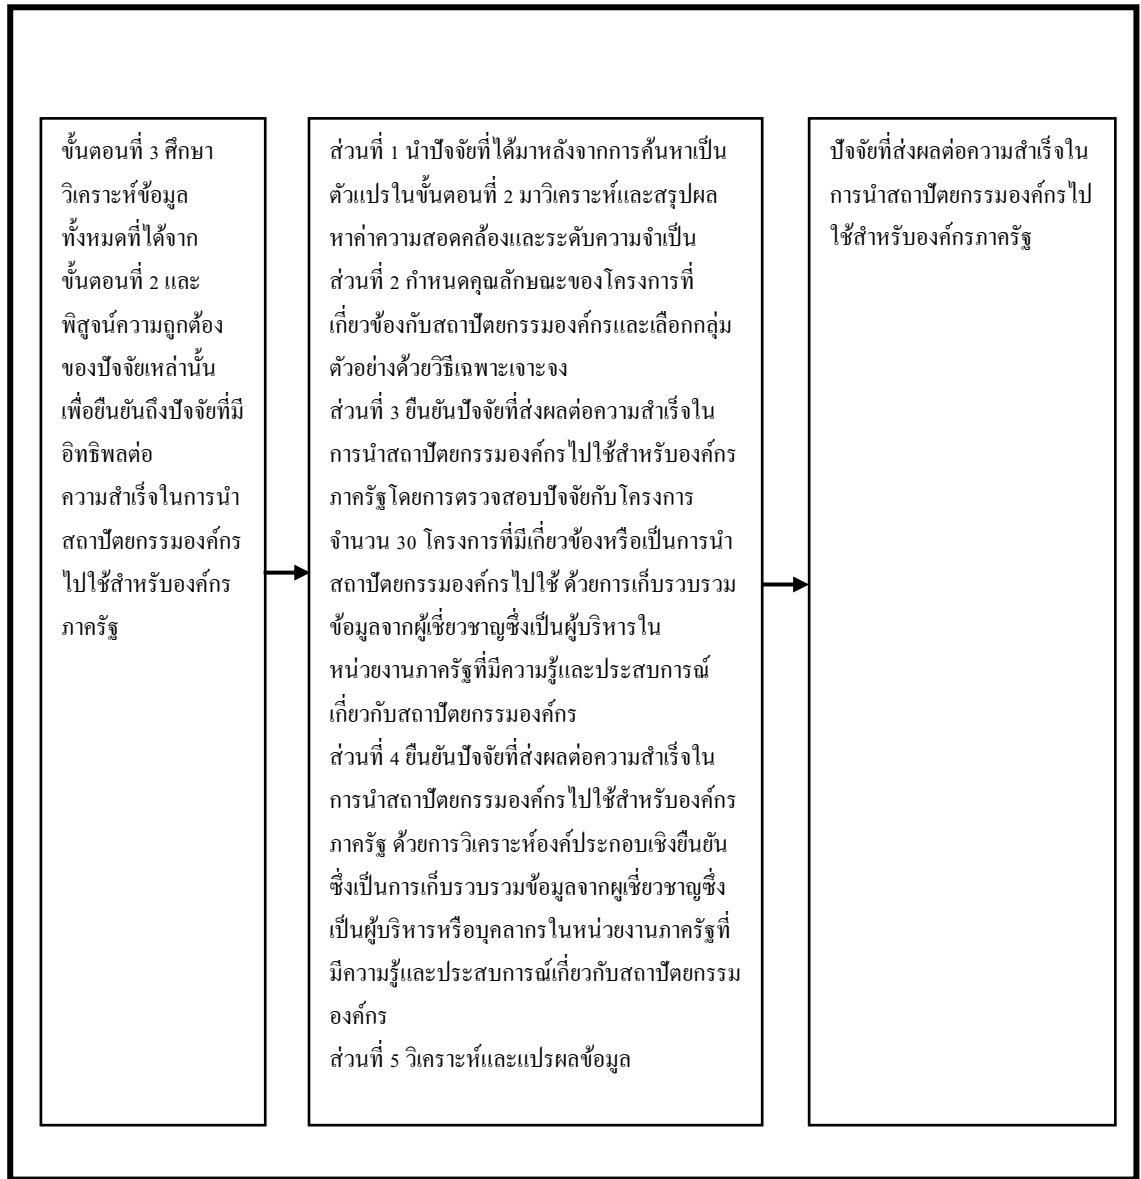 ขั้นตอนที่ 3 ศึกษา
วิเคราะห์ข้อมูล
ทั้งหมดที่ได้จาก
ขั้นตอนที่ 2 และ
พิสูจน์ความถูกต้อง
ของปัจจัยเหล่านั้น
เพื่อยืนยันถึงปัจจัยที่มี
อิทธิพลต่อ
ความสำเร็จในการนำ
สถาปัตยกรรมองค์กร
ไปใช้สำหรับองค์กร
ภาครัฐ
ส่วนที่ 1 นำปัจจัยที่ได้มาหลังจากการค้นหาเป็น
ตัวแปรในขั้นตอนที่ 2 มาวิเคราะห์และสรุปผล
หาค่าความสอดคล้องและระดับความจำเป็น
ส่วนที่ 2 กำหนดคุณลักษณะของโครงการที่
เกี่ยวข้องกับสถาปัตยกรรมองค์กรและเลือกกลุ่ม
ตัวอย่างด้วยวิธีเฉพาะเจาะจง
ส่วนที่ 3 ยืนยันปัจจัยที่ส่งผลต่อความสำเร็จใน
การนำสถาปัตยกรรมองค์กรไปใช้สำหรับองค์กร
ภาครัฐโดยการตรวจสอบปัจจัยกับโครงการ
จำนวน 30 โครงการที่มีเกี่ยวข้องหรือเป็นการนำ
สถาปัตยกรรมองค์กรไปใช้ ด้วยการเก็บรวบรวม
ข้อมูลจากผู้เชี่ยวชาญซึ่งเป็นผู้บริหารใน
หน่วยงานภาครัฐที่มีความรู้และประสบการณ์
เกี่ยวกับสถาปัตยกรรมองค์กร
ส่วนที่ 4 ยืนยันปัจจัยที่ส่งผลต่อความสำเร็จใน
การนำสถาปัตยกรรมองค์กรไปใช้สำหรับองค์กร
ภาครัฐ ด้วยการวิเคราะห์องค์ประกอบเชิงยืนยัน
ซึ่งเป็นการเก็บรวบรวมข้อมูลจากผูเชี่ยวชาญซึ่ง
เป็นผู้บริหารหรือบุคลากรในหน่วยงานภาครัฐที่
มีความรู้และประสบการณ์เกี่ยวกับสถาปัตยกรรม
องค์กร
ส่วนที่ 5 วิเคราะห์และแปรผลข้อมูล
ปัจจัยที่ส่งผลต่อความสำเร็จใน
การนำสถาปัตยกรรมองค์กรไป
ใช้สำหรับองค์กรภาครัฐ